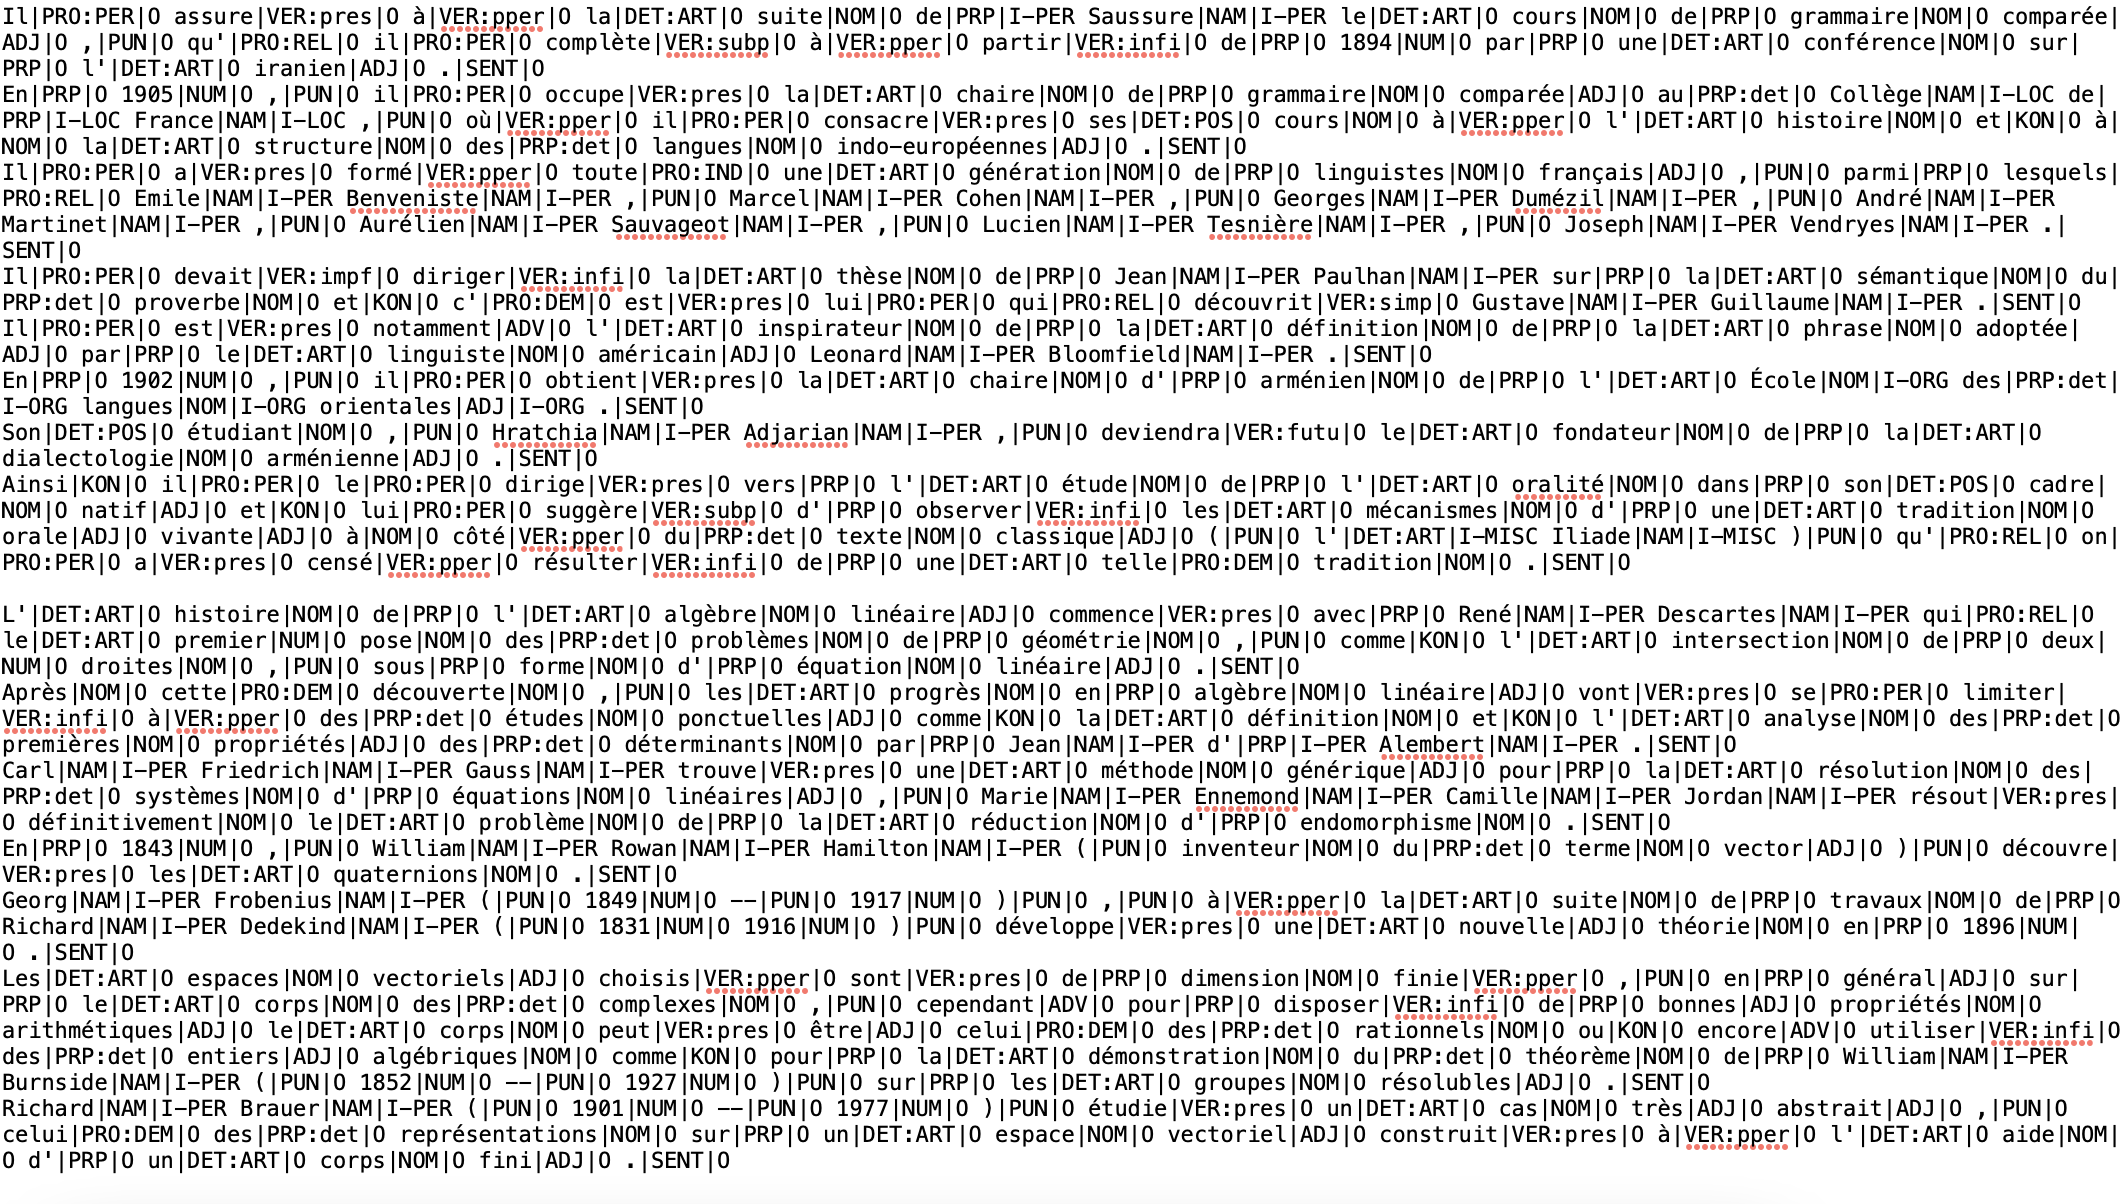 Il|PRO:PER|O assure|VER:pres|O à|VER:pper|O la|DET:ART|O suite|NOM|O de|PRP|I-PER Saussure|NAM|I-PER le|DET:ART|O cours|NOM|O de|PRP|O grammaire|NOM|O comparée|
ADJ|O ,|PUN|O qu'|PRO:REL|O il|PRO:PER|O complète|VER:subp|O à|VER:pper|O partir|VER:infi|O de|PRP|O 1894|NUM|O par|PRP|O une|DET:ART|O conférence|NOM|O sur|
PRP|O l'|DET:ART|O iranien|ADJ|O .|SENT|O
En|PRP|O 1905|NUM|O ,|PUN|O il|PRO:PER|O occupe|VER:pres|O la|DET:ART|O chaire|NOM|O de|PRP|O grammaire|NOM|O comparée|ADJ|O au|PRP:det|O Collège|NAM|I-LOC de|
PRP|I-LOC France|NAM|I-LOC ,|PUN|O où|VER:pper|O il|PRO:PER|O consacre|VER:pres|O ses|DET:POS|O cours|NOM|O à|VER:pper|O l'|DET:ART|O histoire|NOM|O et|KON|O à|
NOM|O la|DET:ART|O structure|NOM|O des|PRP:det|O langues|NOM|O indo-européennes|ADJ|O .|SENT|O
Il|PRO:PER|O a|VER:pres|O formé|VER:pper|O toute|PRO:IND|O une|DET:ART|O génération|NOM|O de|PRP|O linguistes|NOM|O français|ADJ|O ,|PUN|O parmi|PRP|O lesquels|
PRO:REL|O Emile|NAM|I-PER Benveniste|NAM|I-PER ,|PUN|O Marcel|NAM|I-PER Cohen|NAM|I-PER ,|PUN|O Georges|NAM|I-PER Dumézil|NAM|I-PER ,|PUN|O André|NAM|I-PER
Martinet|NAM|I-PER ,|PUN|O Aurélien|NAM|I-PER Sauvageot|NAM|I-PER ,|PUN|O Lucien|NAM|I-PER Tesnière|NAM|I-PER ,|PUN|O Joseph|NAM|I-PER Vendryes|NAM|I-PER .|
SENT|O
Il|PRO:PER|O devait|VER:impf|O diriger|VER:infi|O la|DET:ART|O thèse|NOM|O de|PRP|O Jean|NAM|I-PER Paulhan|NAM|I-PER sur|PRP|O la|DET:ART|O sémantique|NOM|O du|
PRP:det|O proverbe|NOM|O et|KON|O c'|PRO:DEM|O est|VER:pres|O lui|PRO:PER|O qui|PRO:REL|O découvrit|VER:simp|O Gustave|NAM|I-PER Guillaume|NAM|I-PER .|SENT|O
Il|PRO:PER|O est|VER:pres|O notamment|ADV|O l'|DET:ART|O inspirateur|NOM|O de|PRP|O la|DET:ART|O définition|NOM|O de|PRP|O la|DET:ART|O phrase|NOM|O adoptée|
ADJ|O par|PRP|O le|DET:ART|O linguiste|NOM|O américain|ADJ|O Leonard|NAM|I-PER Bloomfield|NAM|I-PER .|SENT|O
En|PRP|O 1902|NUM|O ,|PUN|O il|PRO:PER|O obtient|VER:pres|O la|DET:ART|O chaire|NOM|O d'|PRP|O arménien|NOM|O de|PRP|O l'|DET:ART|O École|NOM|I-ORG des|PRP:det|
I-ORG langues|NOM|I-ORG orientales|ADJ|I-ORG .|SENT|O
Son|DET:POS|O étudiant|NOM|O ,|PUN|O Hratchia|NAM|I-PER Adjarian|NAM|I-PER ,|PUN|O deviendra|VER:futu|O le|DET:ART|O fondateur|NOM|O de|PRP|O la|DET:ART|O
dialectologie|NOM|O arménienne|ADJ|O .|SENT|O
Ainsi|KON|O il|PRO:PER|O le|PRO:PER|O dirige|VER:pres|O vers|PRP|O l'|DET:ART|O étude|NOM|O de|PRP|O l'|DET:ART|O oralité|NOM|O dans|PRP|O son|DET:POS|O cadre|
NOM|O natif|ADJ|O et|KON|O lui|PRO:PER|O suggère|VER:subp|O d'|PRP|O observer|VER:infi|O les|DET:ART|O mécanismes|NOM|O d'|PRP|O une|DET:ART|O tradition|NOM|O
orale|ADJ|O vivante|ADJ|O à|NOM|O côté|VER:pper|O du|PRP:det|O texte|NOM|O classique|ADJ|O (|PUN|O l'|DET:ART|I-MISC Iliade|NAM|I-MISC )|PUN|O qu'|PRO:REL|O on|
PRO:PER|O a|VER:pres|O censé|VER:pper|O résulter|VER:infi|O de|PRP|O une|DET:ART|O telle|PRO:DEM|O tradition|NOM|O .|SENT|O
L'|DET:ART|O histoire|NOM|O de|PRP|O l'|DET:ART|O algèbre|NOM|O linéaire|ADJ|O commence|VER:pres|O avec|PRP|O René|NAM|I-PER Descartes|NAM|I-PER qui|PRO:REL|O
le|DET:ART|O premier|NUM|O pose|NOM|O des|PRP:det|O problèmes|NOM|O de|PRP|O géométrie|NOM|O ,|PUN|O comme|KON|O l'|DET:ART|O intersection|NOM|O de|PRP|O deux|
NUM|O droites|NOM|O ,|PUN|O sous|PRP|O forme|NOM|O d'|PRP|O équation|NOM|O linéaire|ADJ|O .|SENT|O
Après|NOM|O cette|PRO:DEM|O découverte|NOM|O ,|PUN|O les|DET:ART|O progrès|NOM|O en|PRP|O algèbre|NOM|O linéaire|ADJ|O vont|VER:pres|O se|PRO:PER|O limiter|
VER:infi|O à|VER:pper|O des|PRP:det|O études|NOM|O ponctuelles|ADJ|O comme|KON|O la|DET:ART|O définition|NOM|O et|KON|O l'|DET:ART|O analyse|NOM|O des|PRP:det|O
premières|NOM|O propriétés|ADJ|O des|PRP:det|O déterminants|NOM|O par|PRP|O Jean|NAM|I-PER d'|PRP|I-PER Alembert|NAM|I-PER .|SENT|O
Carl|NAM|I-PER Friedrich|NAM|I-PER Gauss|NAM|I-PER trouve|VER:pres|O une|DET:ART|O méthode|NOM|O générique|ADJ|O pour|PRP|O la|DET:ART|O résolution|NOM|O des|
PRP:det|O systèmes|NOM|O d'|PRP|O équations|NOM|O linéaires|ADJ|O ,|PUN|O Marie|NAM|I-PER Ennemond|NAM|I-PER Camille|NAM|I-PER Jordan|NAM|I-PER résout|VER:pres|
O définitivement|NOM|O le|DET:ART|O problème|NOM|O de|PRP|O la|DET:ART|O réduction|NOM|O d'|PRP|O endomorphisme|NOM|O .|SENT|O
En|PRP|O 1843|NUM|O ,|PUN|O William|NAM|I-PER Rowan|NAM|I-PER Hamilton|NAM|I-PER (|PUN|O inventeur|NOM|O du|PRP:det|O terme|NOM|O vector|ADJ|O )|PUN|O découvre|
VER:pres|O les|DET:ART|O quaternions|NOM|O .|SENT|O
Georg|NAM|I-PER Frobenius|NAM|I-PER (|PUN|O 1849|NUM|O --|PUN|O 1917|NUM|O )|PUN|O ,|PUN|O à|VER:pper|O la|DET:ART|O suite|NOM|O de|PRP|O travaux|NOM|O de|PRP|O
Richard|NAM|I-PER Dedekind|NAM|I-PER (|PUN|O 1831|NUM|O 1916|NUM|O )|PUN|O développe|VER:pres|O une|DET:ART|O nouvelle|ADJ|O théorie|NOM|O en|PRP|O 1896|NUM|
O .|SENT|O
Les|DET:ART|O espaces|NOM|O vectoriels|ADJ|O choisis|VER:pper|O sont|VER:pres|O de|PRP|O dimension|NOM|O finie|VER:pper|O ,|PUN|O en|PRP|O général|ADJ|O sur|
PRP|O le|DET:ART|O corps|NOM|O des|PRP:det|O complexes|NOM|O ,|PUN|O cependant|ADV|O pour|PRP|O disposer|VER:infi|O de|PRP|O bonnes|ADJ|O propriétés|NOM|O
arithmétiques|ADJ|O le|DET:ART|O corps|NOM|O peut|VER:pres|O être|ADJ|O celui|PRO:DEM|O des|PRP:det|O rationnels|NOM|O ou|KON|O encore|ADV|O utiliser|VER:infi|O
des|PRP:det|O entiers|ADJ|O algébriques|NOM|O comme|KON|O pour|PRP|O la|DET:ART|O démonstration|NOM|O du|PRP:det|O théorème|NOM|O de|PRP|O William|NAM|I-PER
Burnside|NAM|I-PER (|PUN|O 1852|NUM|O --|PUN|O 1927|NUM|O )|PUN|O sur|PRP|O les|DET:ART|O groupes|NOM|O résolubles|ADJ|O .|SENT|O
Richard|NAM|I-PER Brauer|NAM|I-PER (|PUN|O 1901|NUM|O --|PUN|O 1977|NUM|O )|PUN|O étudie|VER:pres|O un|DET:ART|O cas|NOM|O très|ADJ|O abstrait|ADJ|O ,|PUN|O
celui|PRO:DEM|O des|PRP:det|O représentations|NOM|O sur|PRP|O un|DET:ART|O espace|NOM|O vectoriel|ADJ|O construit|VER:pres|O à|VER:pper|O l'|DET:ART|O aide|NOM|
O d'|PRP|O un|DET:ART|O corps|NOM|O fini|ADJ|O .|SENT|O